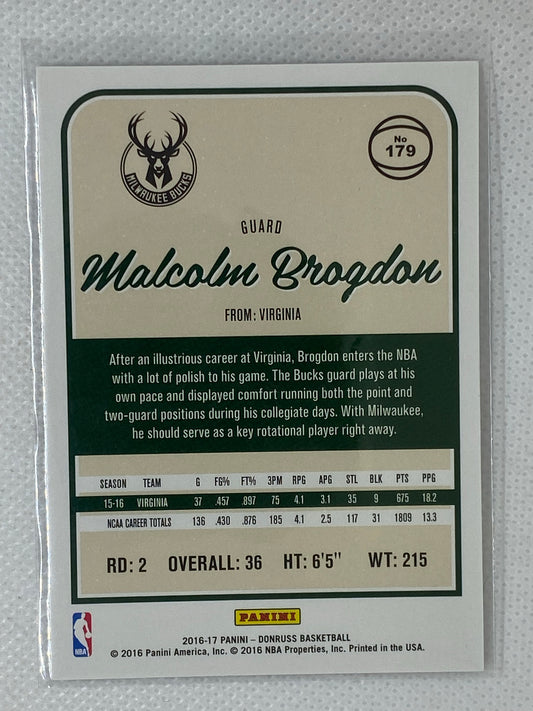 MILWAUKEE BUCKS
No
179
GUARD
Malcolm Brogdon
FROM: VIRGINIA
After an illustrious career at Virginia, Brogdon enters the NBA
with a lot of polish to his game. The Bucks guard plays at his
own pace and displayed comfort running both the point and
two-guard positions during his collegiate days. With Milwaukee,
he should serve as a key rotational player right away.
SEASON TEAM G FG% FT% 3PM RPG APG STL BLK PTS PPG
15-16 VIRGINIA 37 .457 .897 75 4.1 3.1 35 9 675 18.2
NCAA CAREER TOTALS 136 .430 .876 185 4.1 2.5 117 31 1809 13.3
RD: 2 OVERALL: 36 HT: 6'5" WT: 215
PANINI
NBA
2016-17 PANINI – DONRUSS BASKETBALL
© 2016 Panini America, Inc. © 2016 NBA Properties, Inc. Printed in the USA.